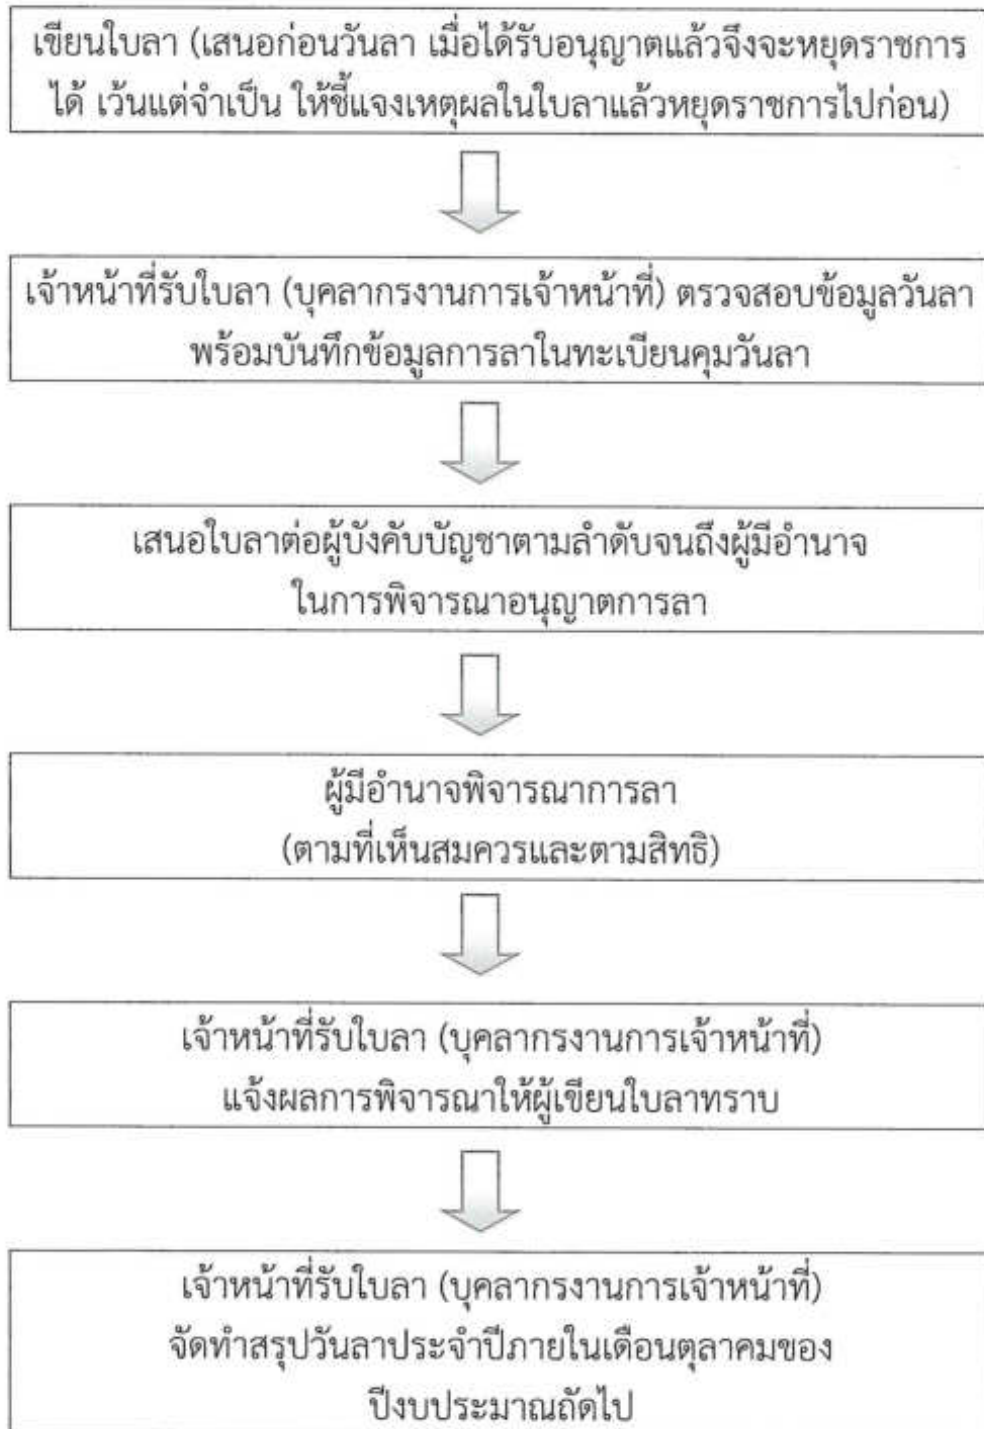 เขียนใบลา (เสนอก่อนวันลา เมื่อได้รับอนุญาตแล้วจึงจะหยุดราชการ
ได้ เว้นแต่จำเป็น ให้ชี้แจงเหตุผลในใบลาแล้วหยุดราชการไปก่อน)
เจ้าหน้าที่รับใบลา (บุคลากรงานการเจ้าหน้าที่) ตรวจสอบข้อมูลวันลา
พร้อมบันทึกข้อมูลการลาในทะเบียนคุมวันลา
เสนอใบลาต่อผู้บังคับบัญชาตามลำดับจนถึงผู้มีอำนาจ
ในการพิจารณาอนุญาตการลา
ผู้มีอำนาจพิจารณาการลา
(ตามที่เห็นสมควรและตามสิทธิ)
เจ้าหน้าที่รับใบลา (บุคลากรงานการเจ้าหน้าที่)
แจ้งผลการพิจารณาให้ผู้เขียนใบลาทราบ
เจ้าหน้าที่รับใบลา (บุคลากรงานการเจ้าหน้าที่)
จัดทำสรุปวันลาประจำปีภายในเดือนตุลาคมของ
ปีงบประมาณถัดไป